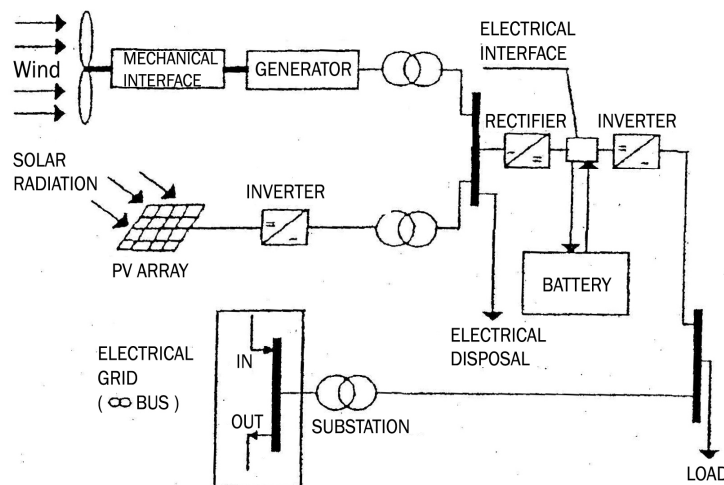 ELECTRICAL
INTERFACE
Wind
MECHANICAL
INTERFACE
GENERATOR
RECTIFIER
INVERTER
SOLAR
RADIATION
INVERTER
PV ARRAY
BATTERY
ELECTRICAL
DISPOSAL
ELECTRICAL
GRID
( ∞ BUS )
IN
OUT
SUBSTATION
LOAD